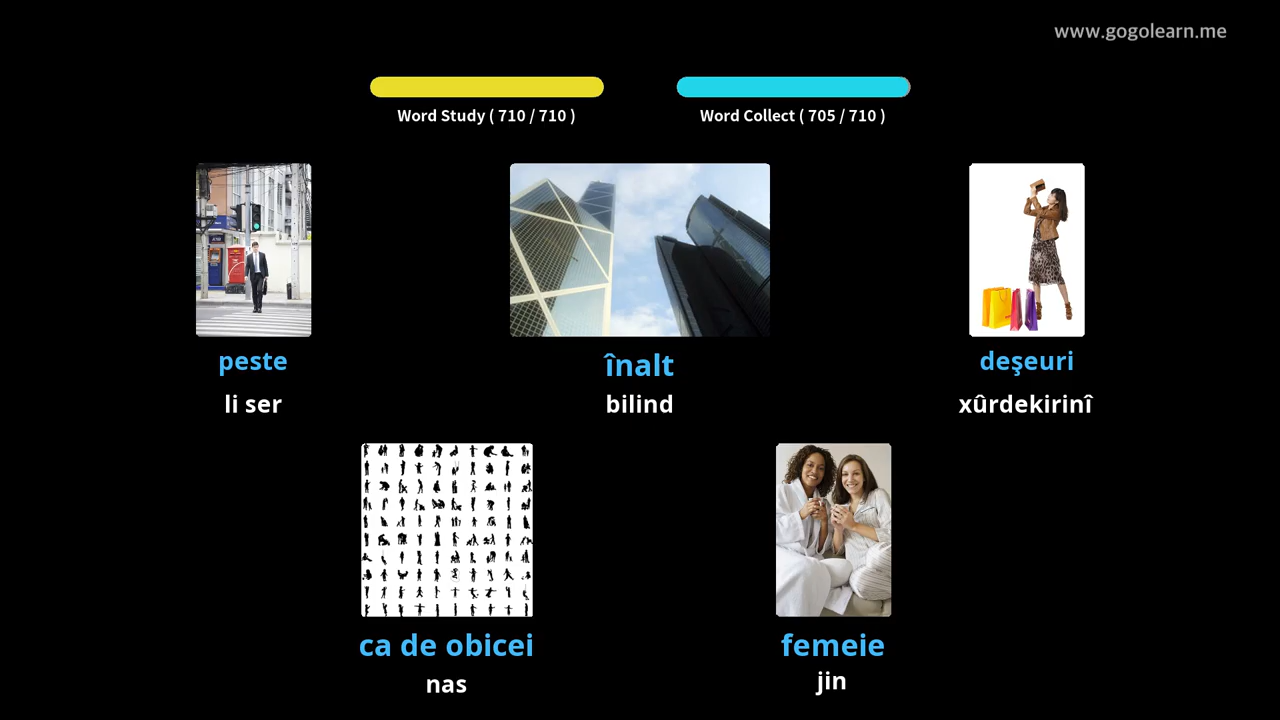 www.gogolearn.me
Word Study ( 710 / 710 )
Word Collect ( 705 / 710 )
peste
înalt
deşeuri
li ser
bilind
xûrdekirinî
ca de obicei
femeie
nas
jin